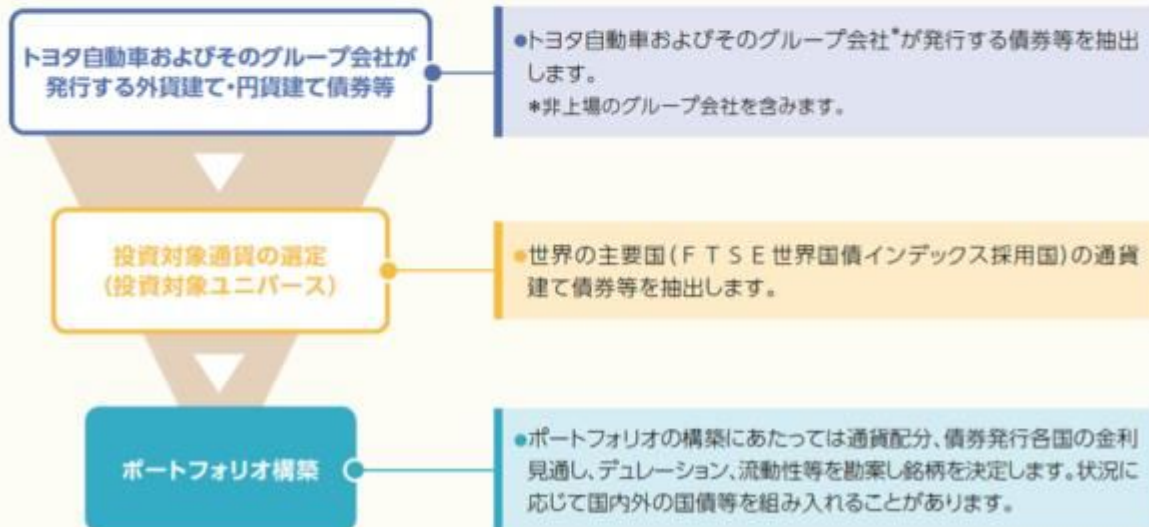 トヨタ自動車およびそのグループ会社が
発行する外貨建て・円貨建て債券等
●トヨタ自動車およびそのグループ会社*が発行する債券等を抽出
します。
*非上場のグループ会社を含みます。
投資対象通貨の選定
(投資対象ユニバース)
●世界の主要国(FTSE世界国債インデックス採用国)の通貨
建て債券等を抽出します。
ポートフォリオ構築
●ポートフォリオの構築にあたっては通貨配分、債券発行各国の金利
見通し、デュレーション、流動性等を勘案し銘柄を決定します。状況に
応じて国内外の国債等を組み入れることがあります。